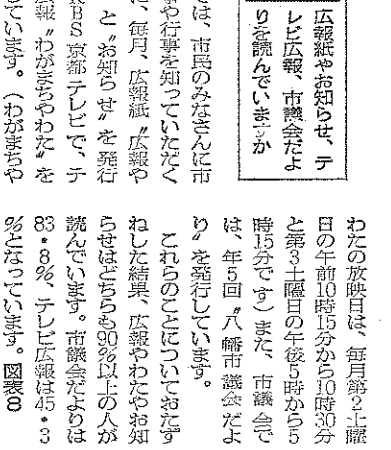 広報紙やお知らせ、テ
レビ広報、市議会だよ
りを読んでいますか
では、市民のみなさんに市
や行事を知っていただく
に、毎月、広報紙〝広報や
〟と〝お知らせ〟を発行
KBS京都テレビで、テ
報〝わがまちやわた〟を
ています。（わがまちや
わたの放映日は、毎月第2土曜
日の午前10時15分から10時30分
と第3土曜日の午後5時から5
時15分です）また、市議会で
は、年5回〝八幡市議会だよ
り〟を発行しています。
これらのことについておたず
ねした結果、広報やわたやお知
らせはどちらも90％以上の人が
読んでいます。市議会だよりは
83・8％、テレビ広報は45・3
％となっています。図表8